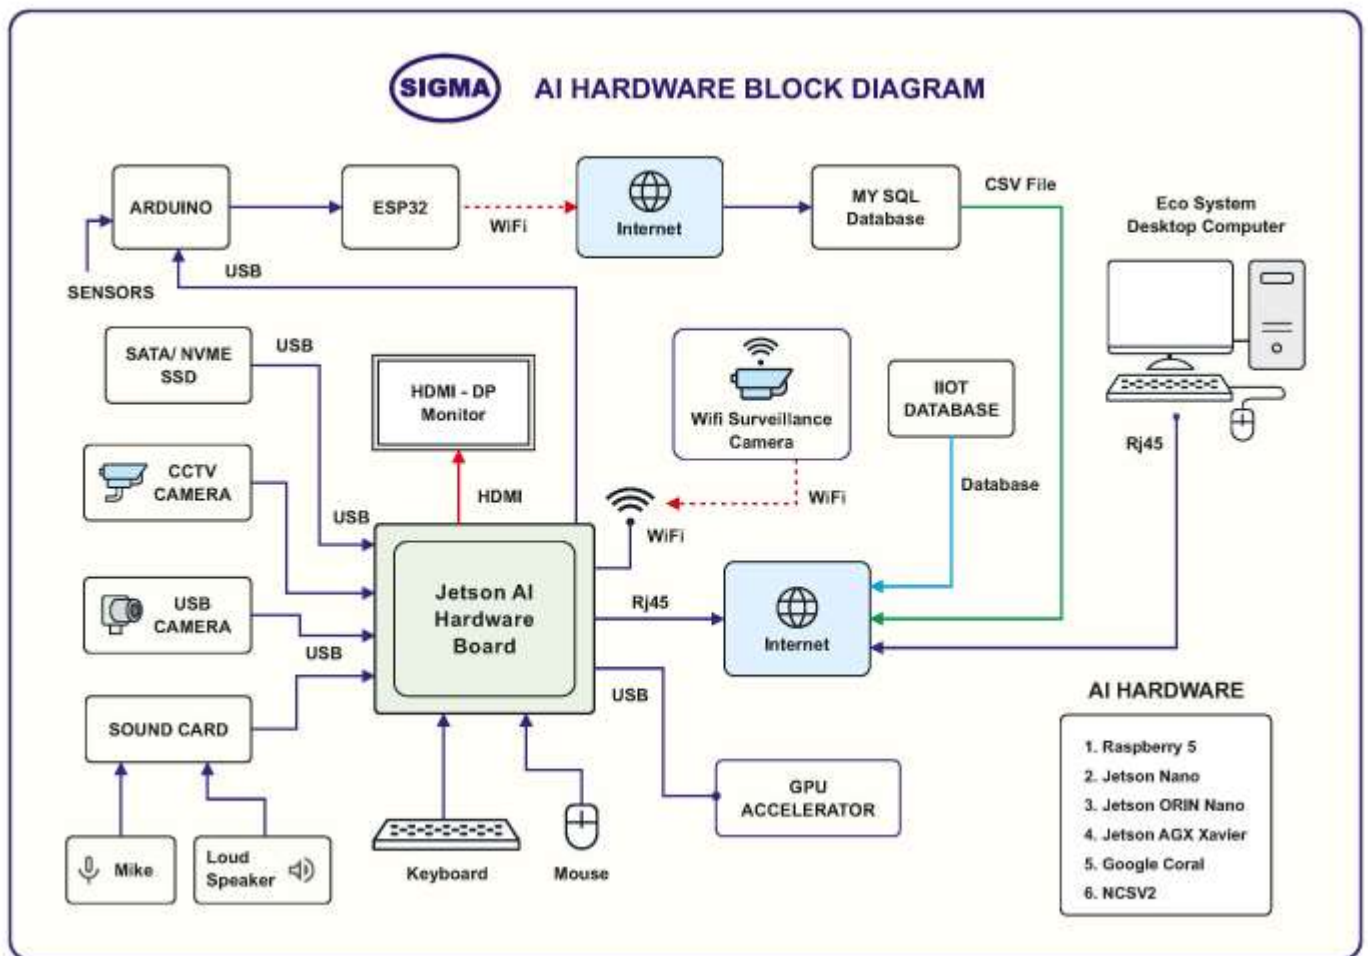 SIGMA
AI HARDWARE BLOCK DIAGRAM
ARDUINO
ESP32
WiFi
Internet
MY SQL
Database
CSV File
Eco System
Desktop Computer
SENSORS
USB
SATA/ NVME
SSD
USB
HDMI - DP
Monitor
Wifi Surveillance
Camera
IIOT
DATABASE
Rj45
CCTV
CAMERA
USB
HDMI
WiFi
WiFi
Database
USB
CAMERA
USB
Jetson AI
Hardware
Board
Rj45
Internet
USB
SOUND CARD
Mike
Loud
Speaker
Keyboard
Mouse
GPU
ACCELERATOR
AI HARDWARE
1. Raspberry 5
2. Jetson Nano
3. Jetson ORIN Nano
4. Jetson AGX Xavier
5. Google Coral
6. NCSV2